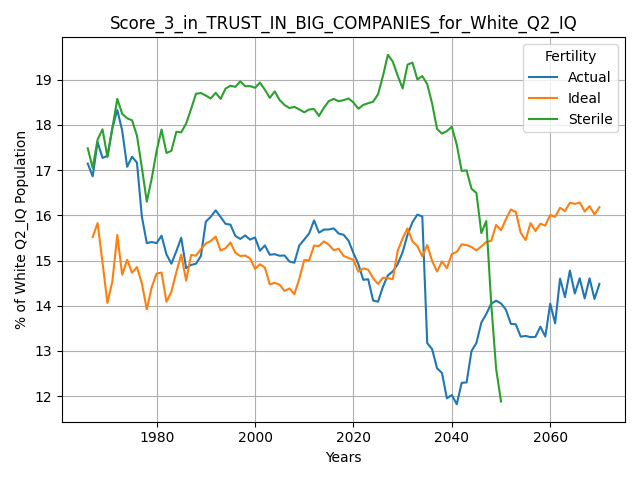 Score_3_in_TRUST_IN_BIG_COMPANIES_for_White_Q2_IQ
Fertility
Actual
Ideal
Sterile
% of White Q2_IQ Population
19
18
17
16
15
14
13
12
1980
2000
2020
2040
2060
Years